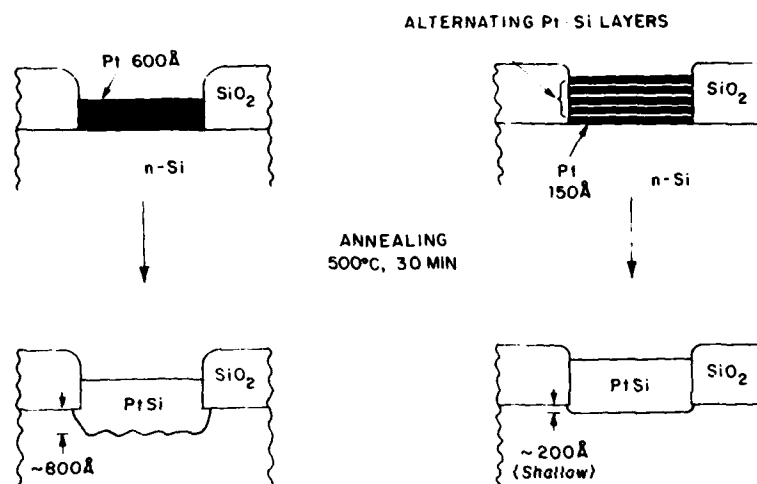 ALTERNATING Pt-Si LAYERS
Pt 600Å
SiO2
SiO2
Pt
150Å
n-Si
n-Si
ANNEALING
500°C, 30 MIN
SiO2
SiO2
PtSi
PtSi
~800Å
~200Å
(Shallow)